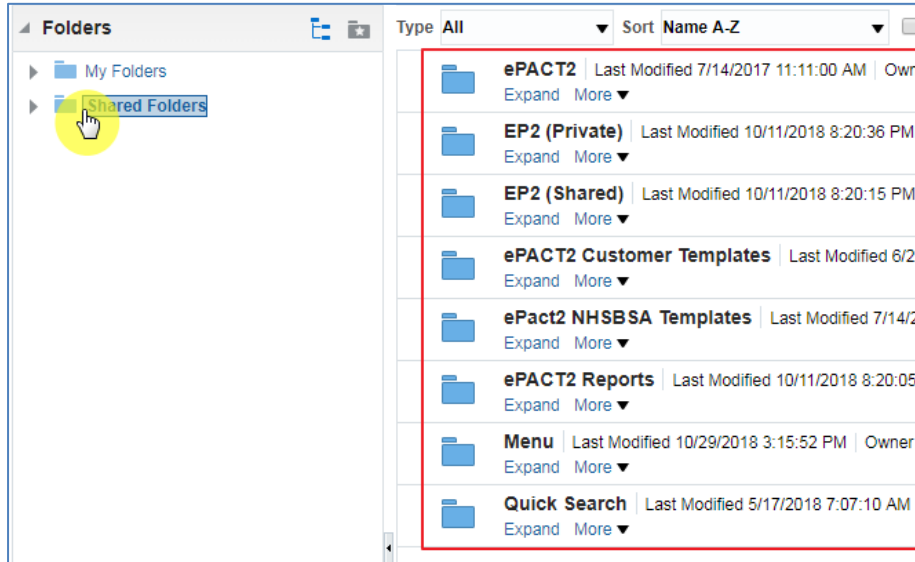 Folders
My Folders
Shared Folders
Type All Sort Name A-Z
ePACT2 Last Modified 7/14/2017 11:11:00 AM
Expand More
EP2 (Private) Last Modified 10/11/2018 8:20:36 PM
Expand More
EP2 (Shared) Last Modified 10/11/2018 8:20:15 PM
Expand More
ePACT2 Customer Templates Last Modified 6/2
Expand More
ePact2 NHSBSA Templates Last Modified 7/14/2
Expand More
ePACT2 Reports Last Modified 10/11/2018 8:20:05
Expand More
Menu Last Modified 10/29/2018 3:15:52 PM Owner
Expand More
Quick Search Last Modified 5/17/2018 7:07:10 AM
Expand More